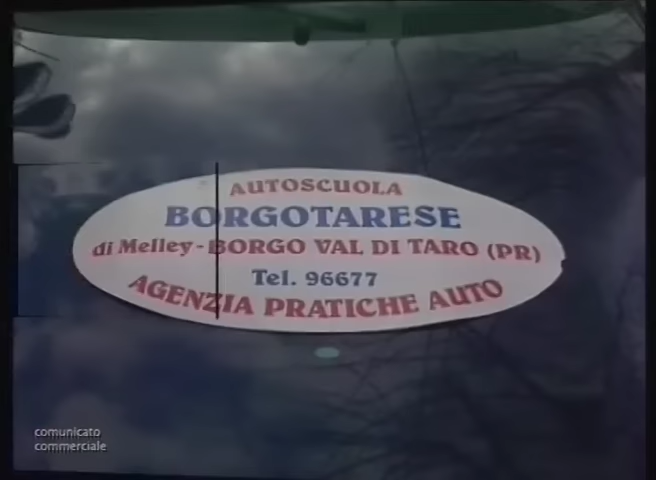 AUTOSCUOLA
BORGOTARESE
di Melley - BORGO VAL DI TARO (PR)
Tel. 96677
AGENZIA PRATICHE AUTO
comunicato
commerciale